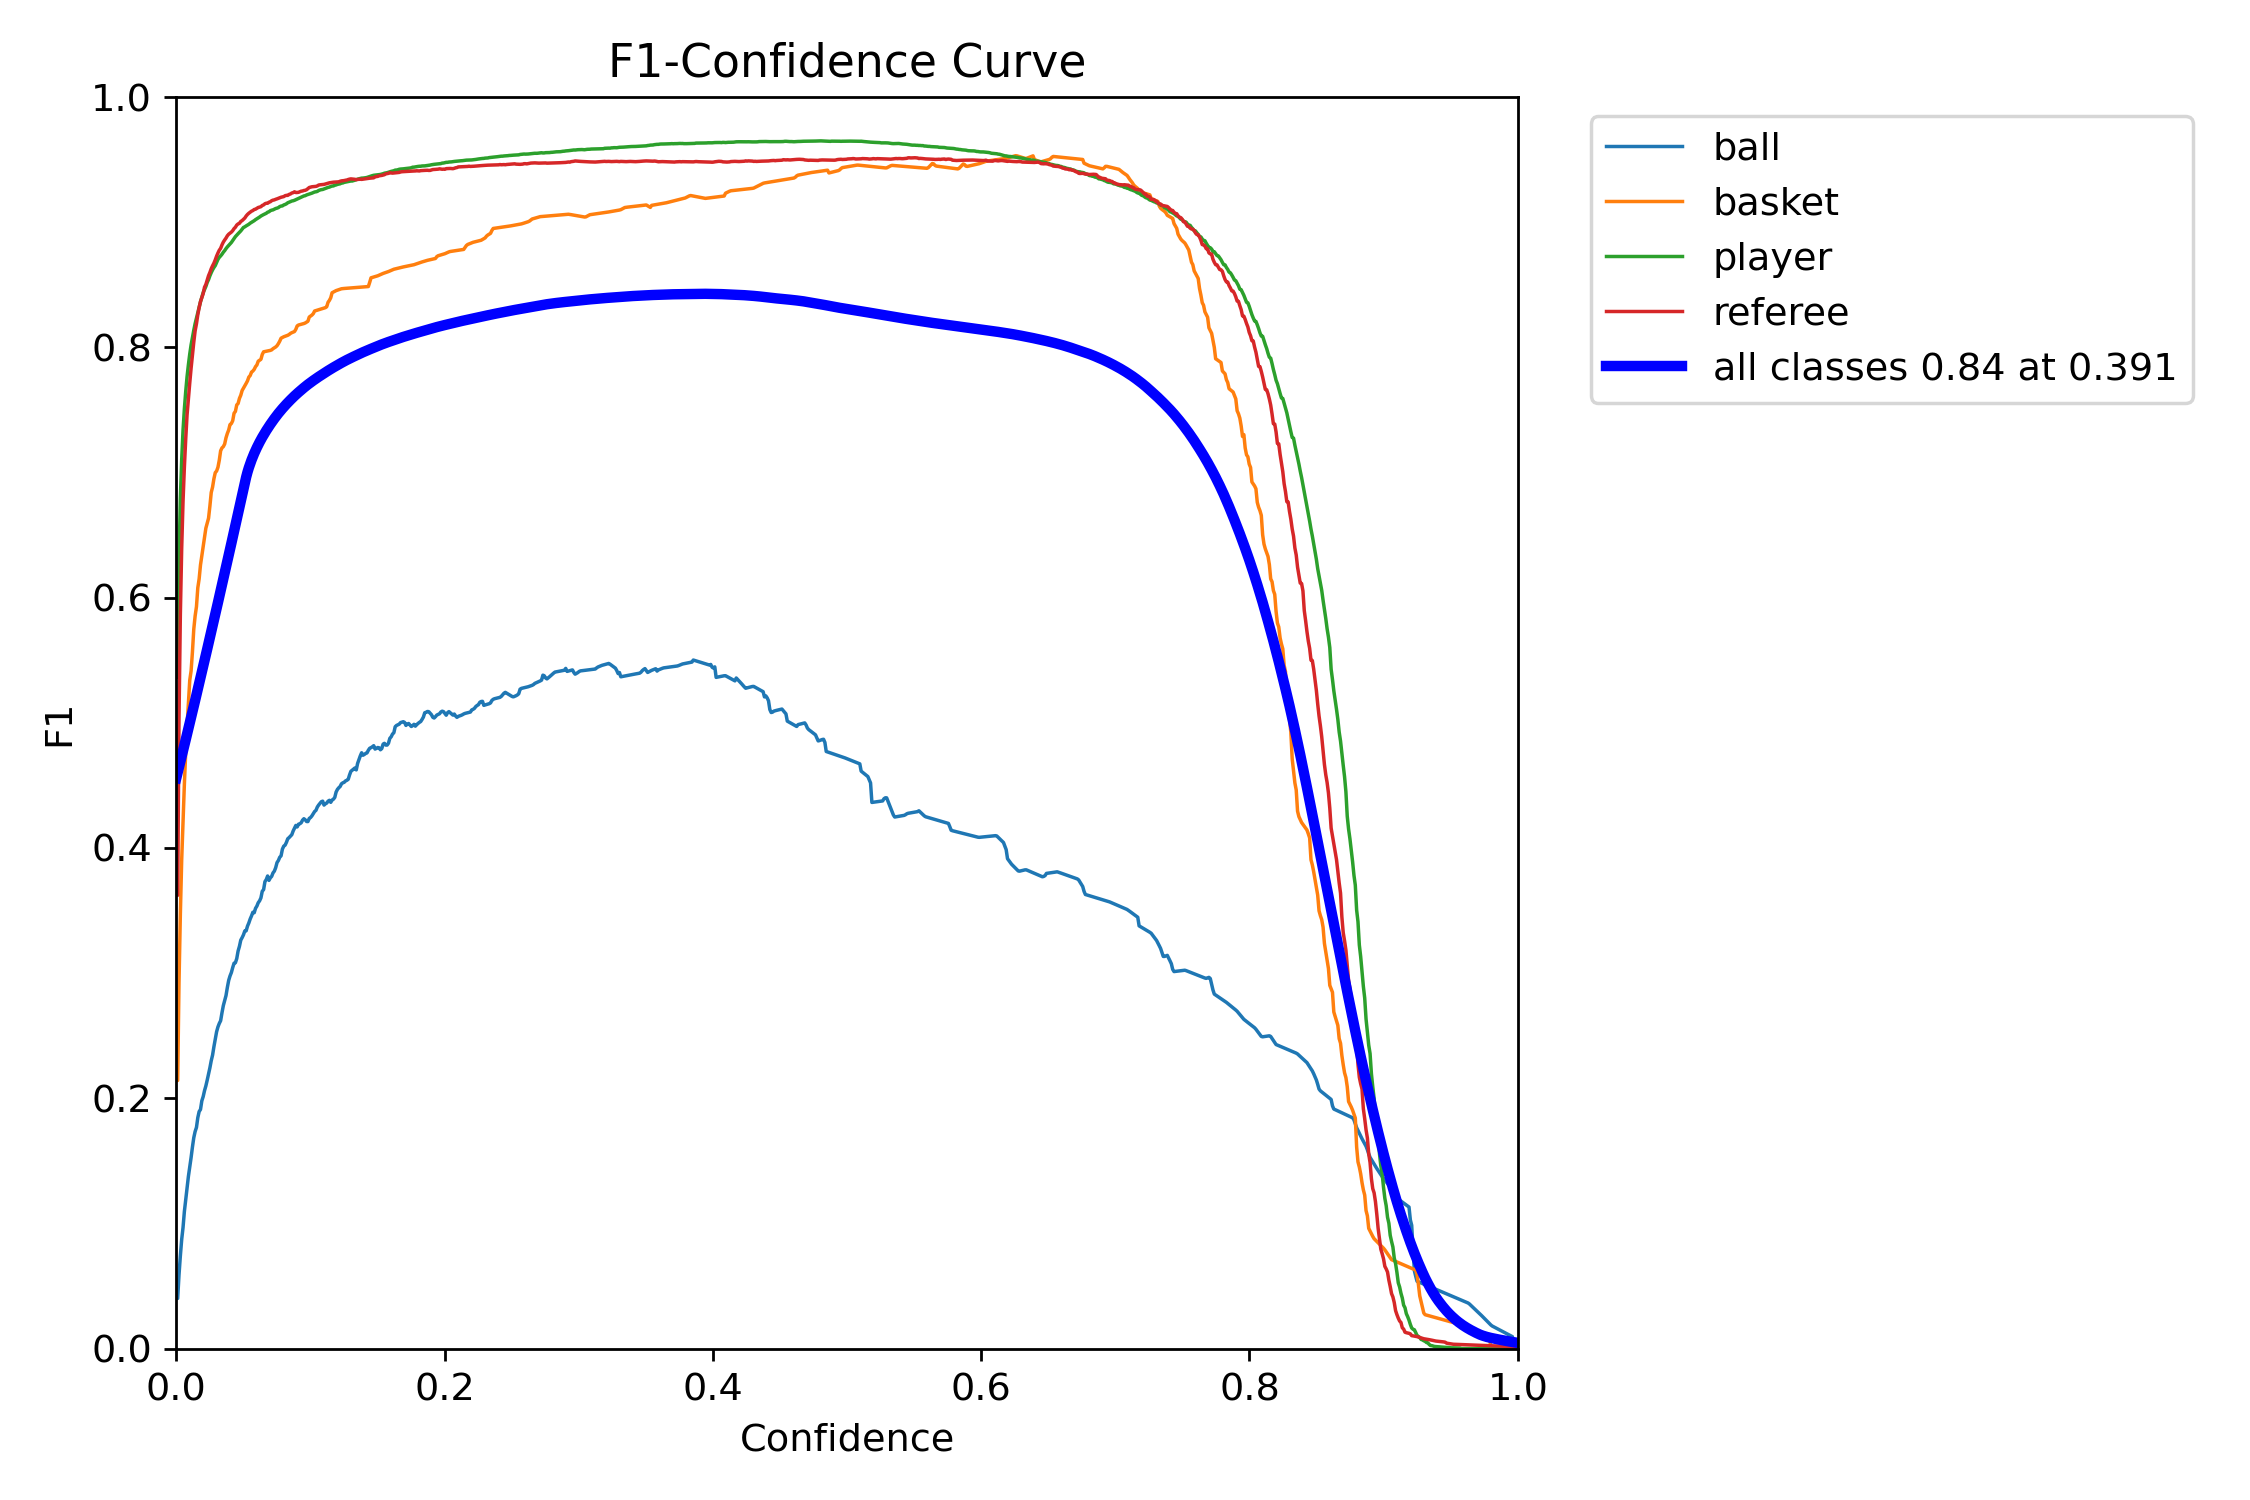 F1-Confidence Curve
1.0
0.8
0.6
0.4
0.2
0.0
F1
0.0 0.2 0.4 0.6 0.8 1.0
Confidence
ball
basket
player
referee
all classes 0.84 at 0.391